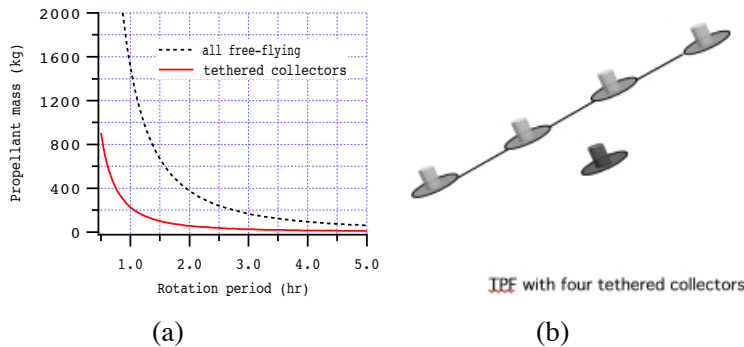 2000
1600
1200
800
400
0
Propellant mass (kg)
all free-flying
tethered collectors
1.0 2.0 3.0 4.0 5.0
Rotation period (hr)
TPF with four tethered collectors
(a) (b)